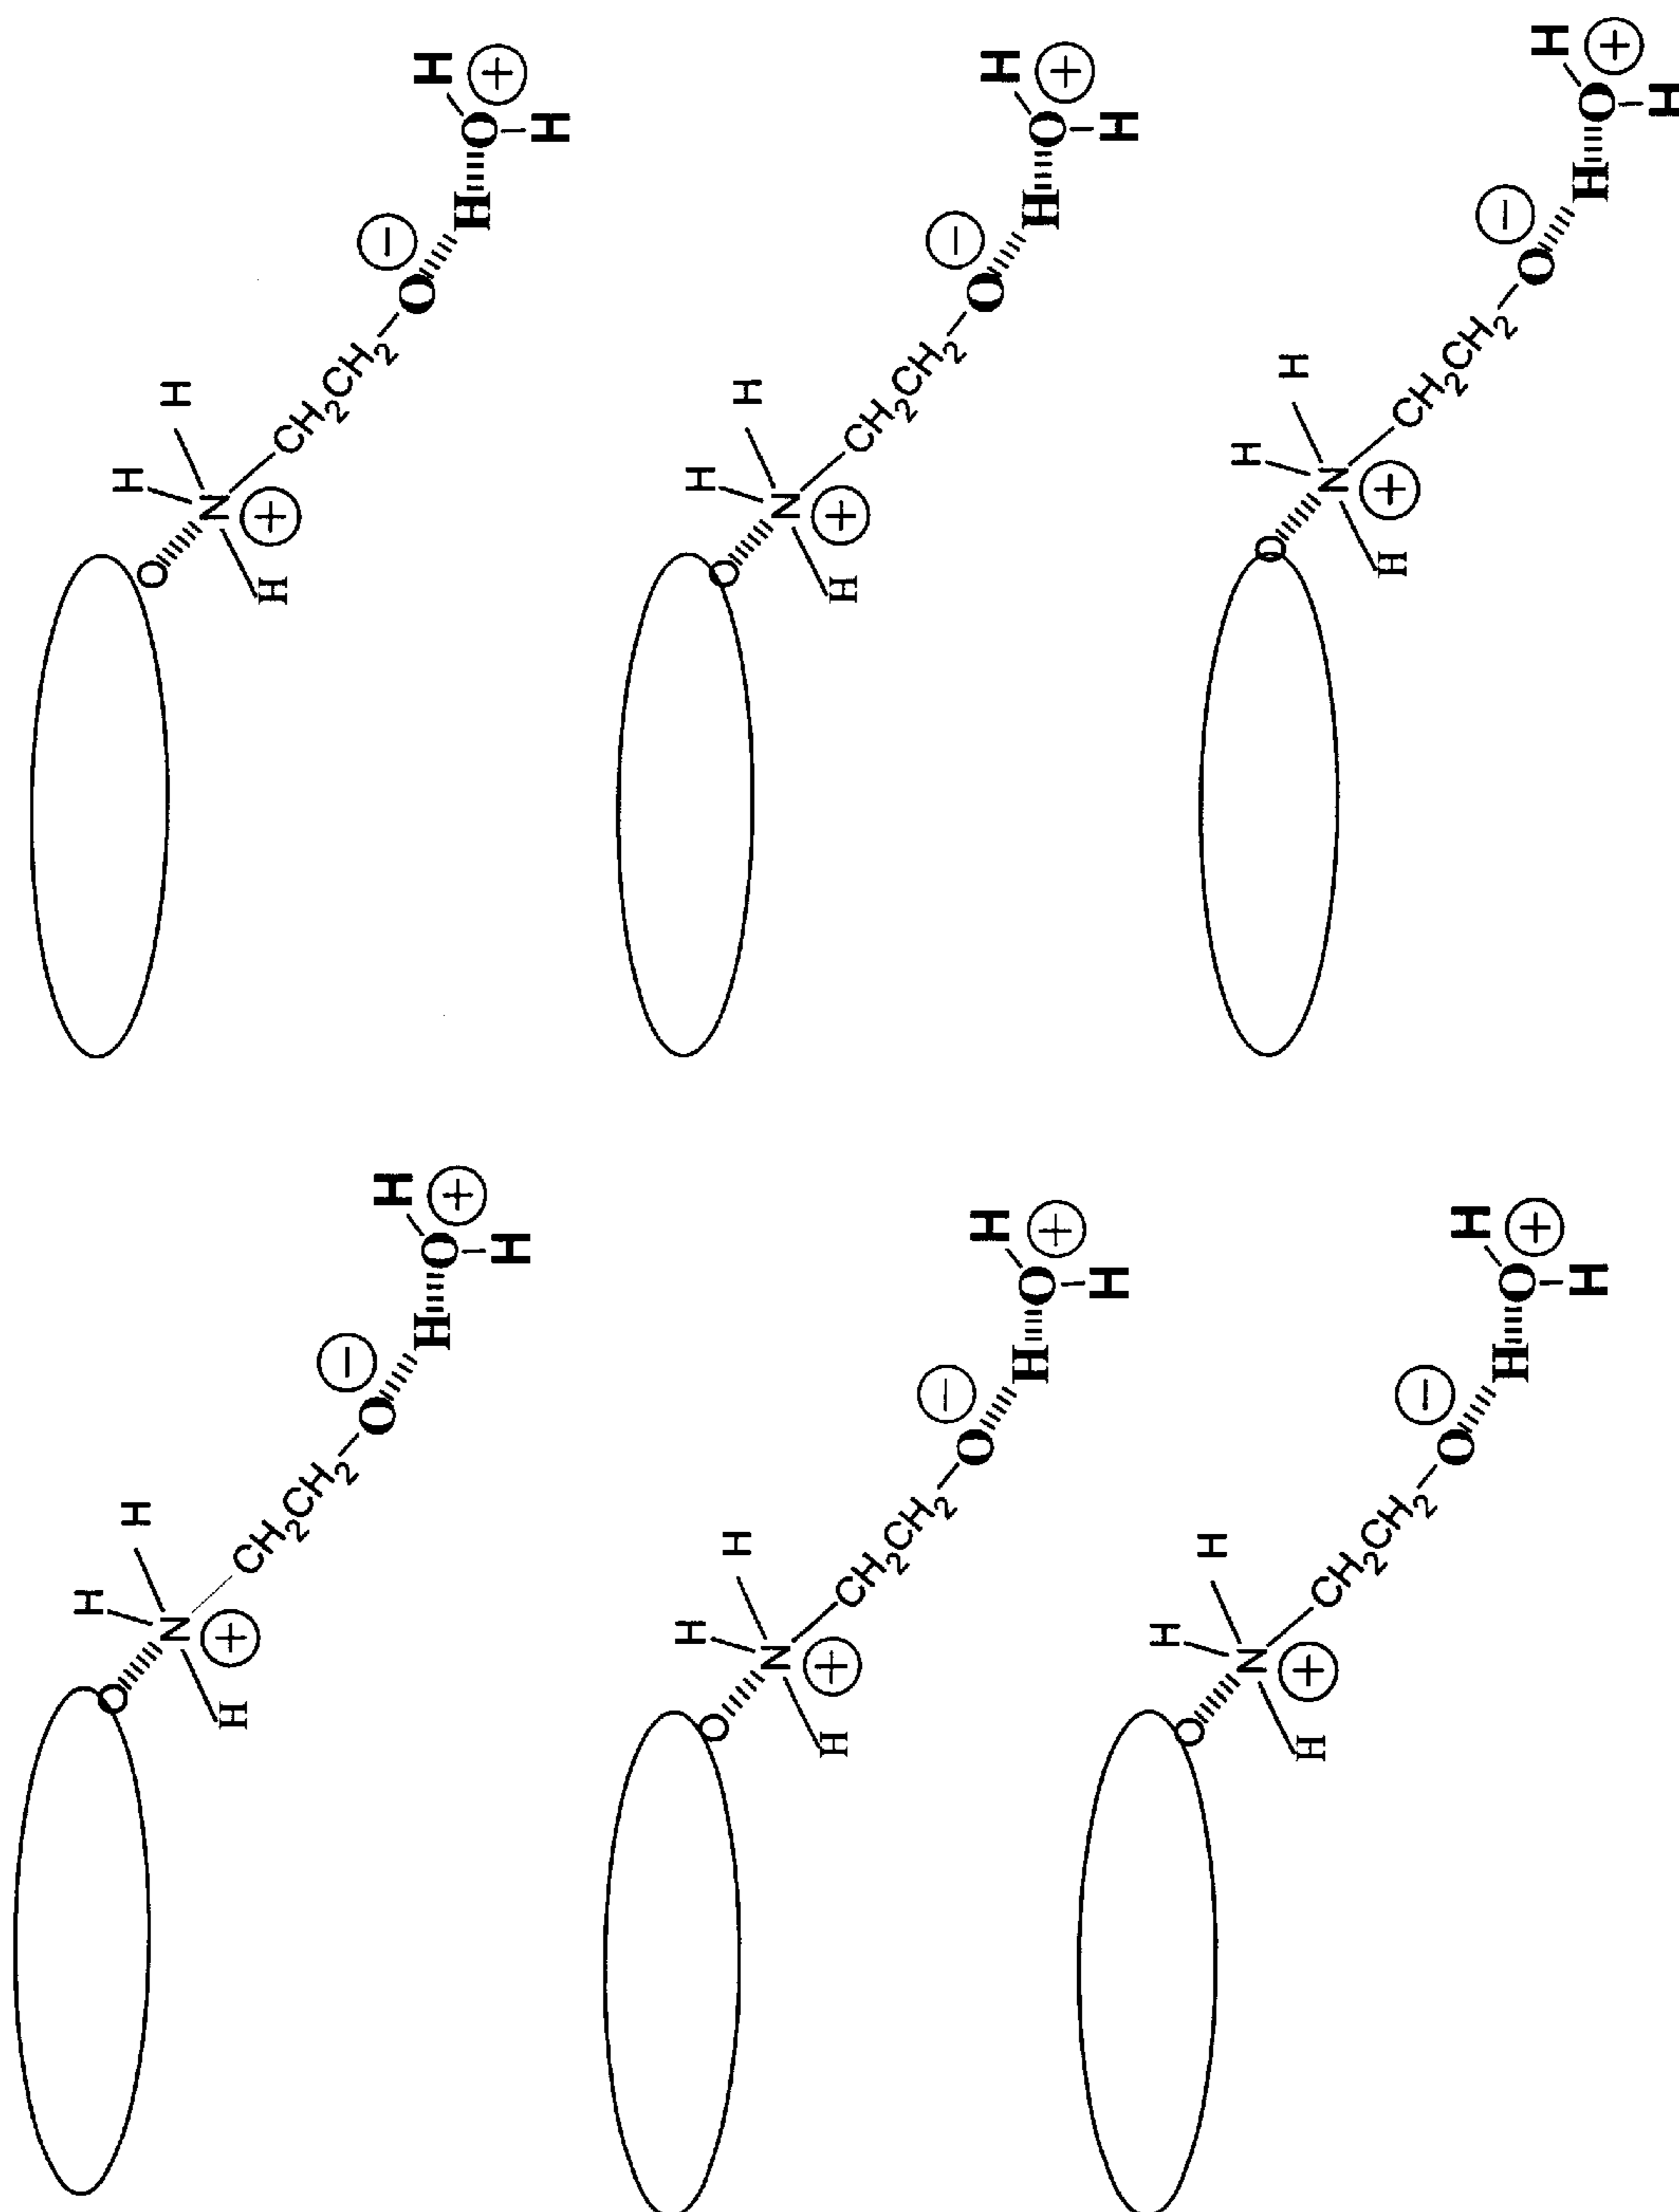 O
H
H
N
+
H
CH₂CH₂
O
−
H
O
H
+
H
O
H
H
N
+
H
CH₂CH₂
O
−
H
O
H
+
H
O
H
H
N
+
H
CH₂CH₂
O
−
H
O
H
+
H
O
H
H
N
+
H
CH₂CH₂
O
−
H
O
H
+
H
O
H
H
N
+
H
CH₂CH₂
O
−
H
O
H
+
H
O
H
H
N
+
H
CH₂CH₂
O
−
H
O
H
+
H